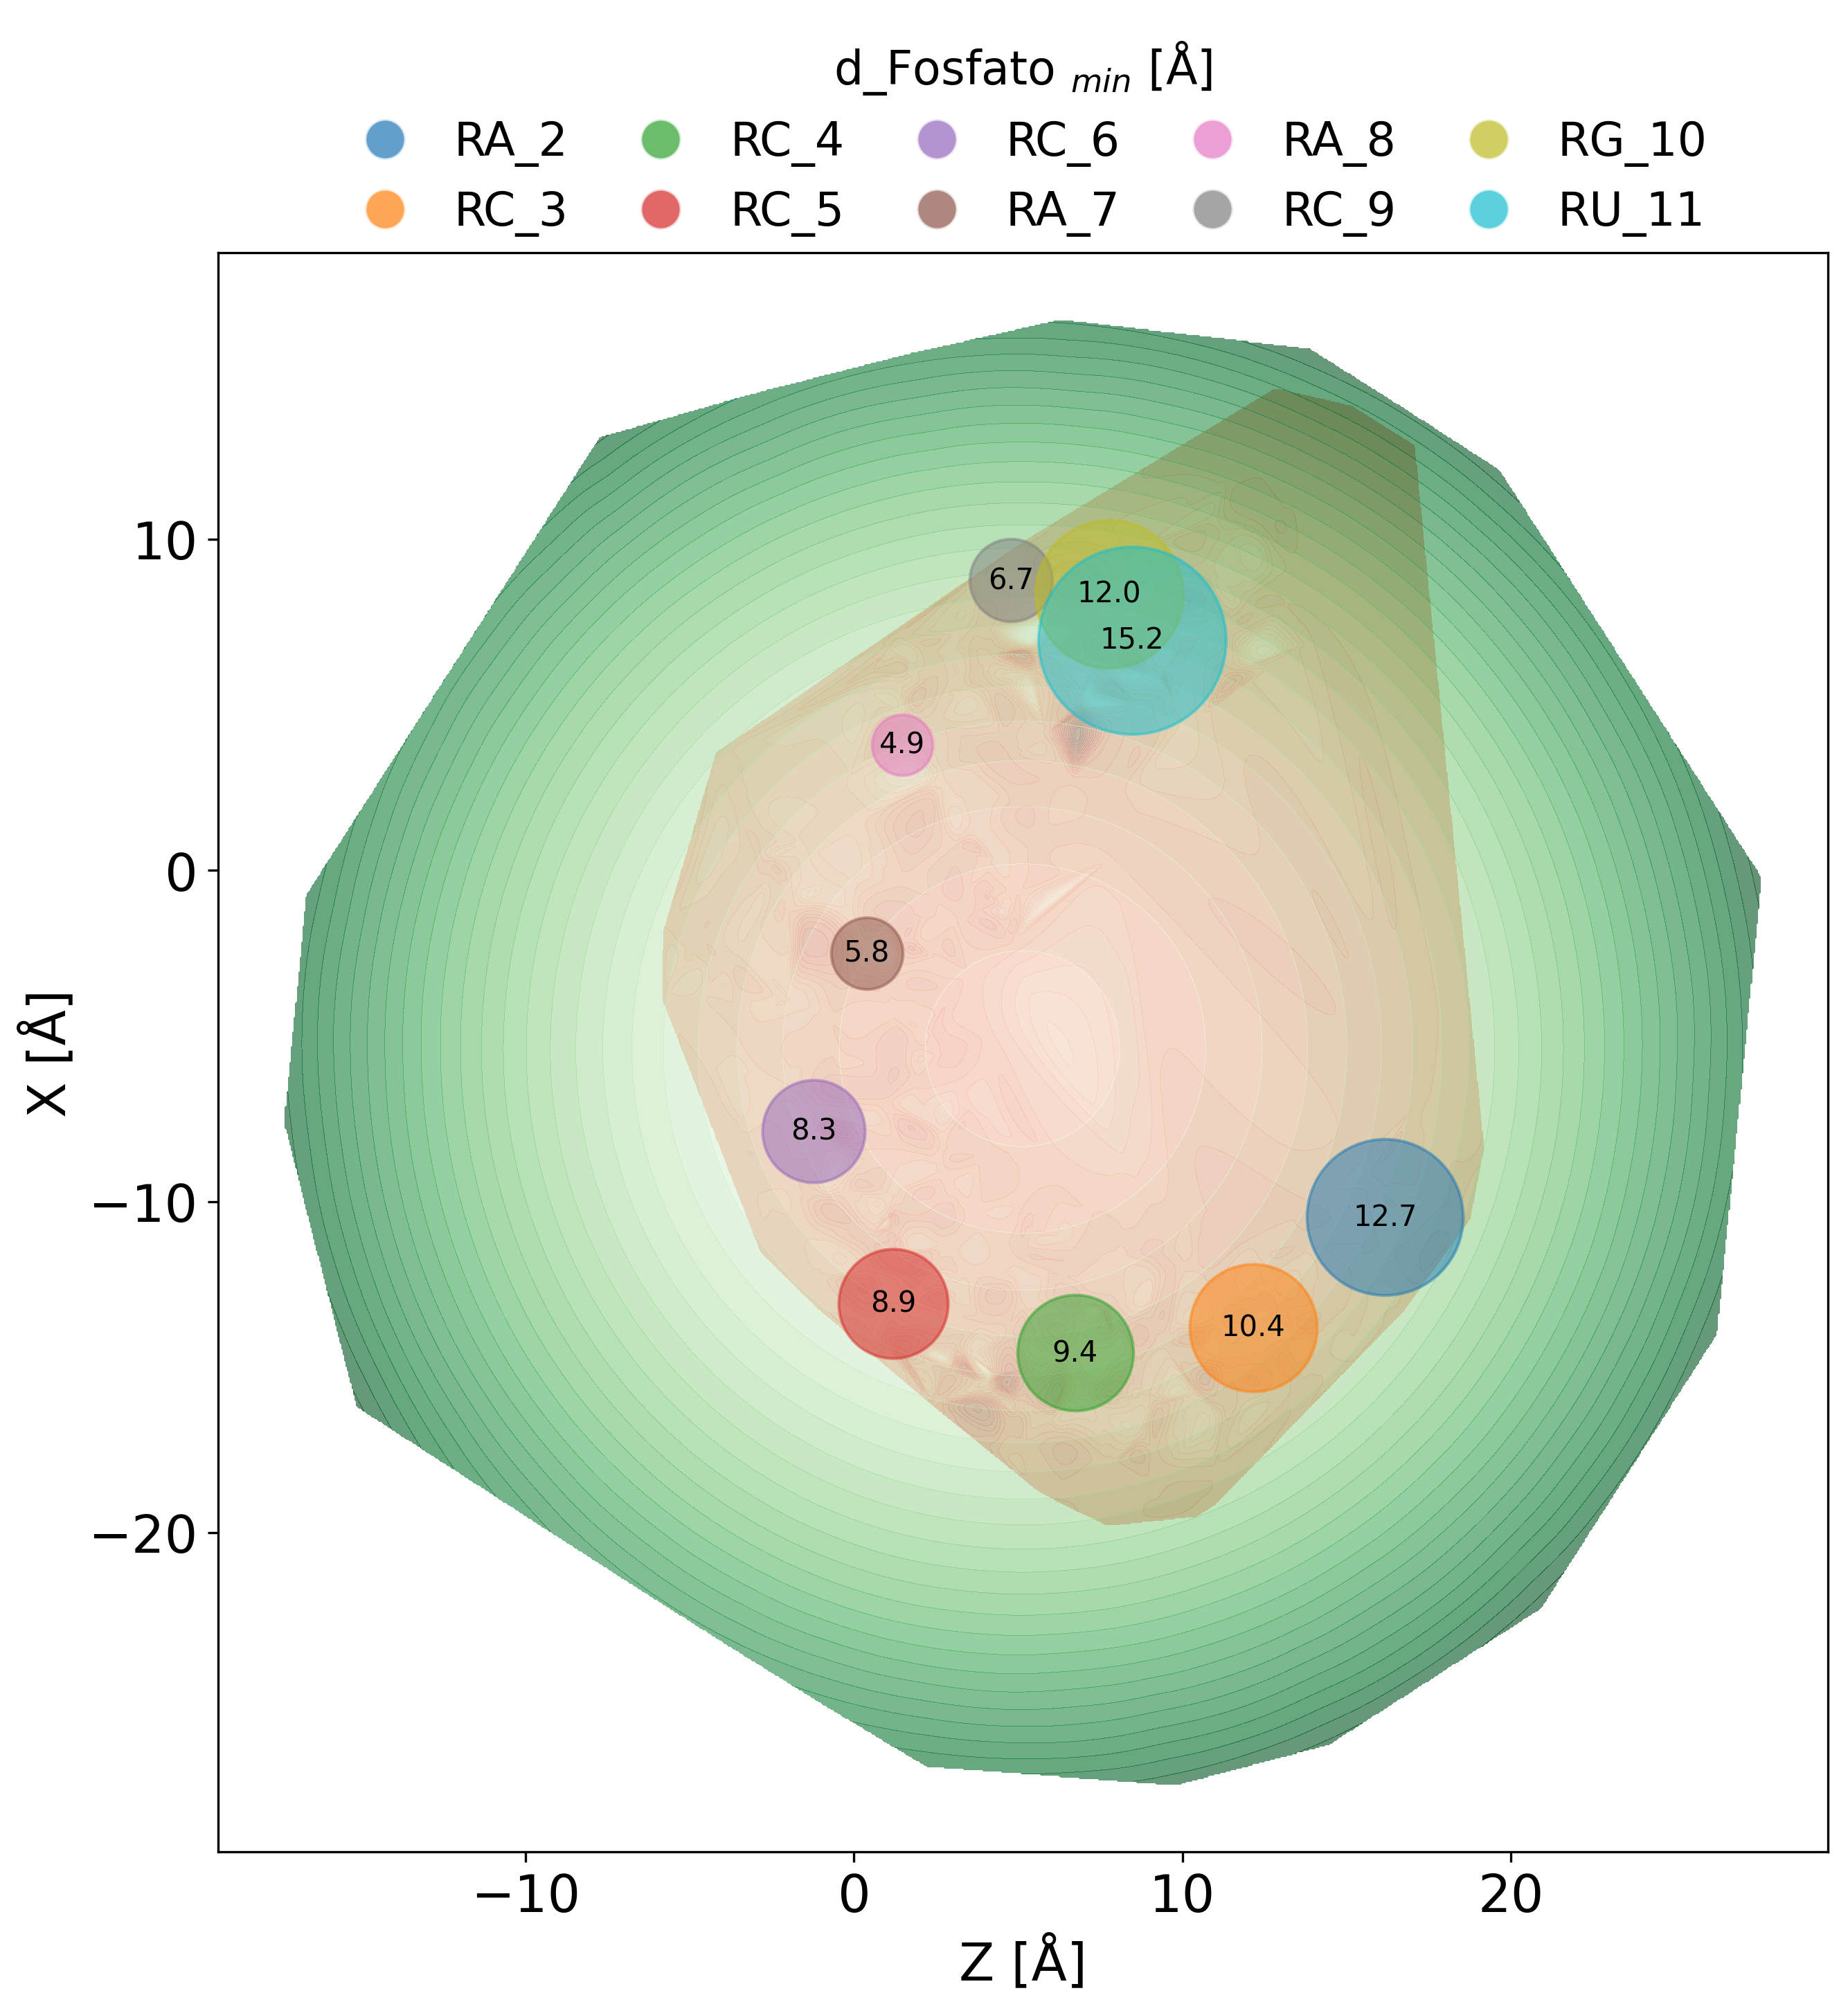 d_Fosfato min [Å]
RA_2 RC_4 RC_6 RA_8 RG_10
RC_3 RC_5 RA_7 RC_9 RU_11
10
0
−10
−20
X [Å]
6.7
12.0
15.2
4.9
5.8
8.3
12.7
8.9
9.4
10.4
−10 0 10 20
Z [Å]